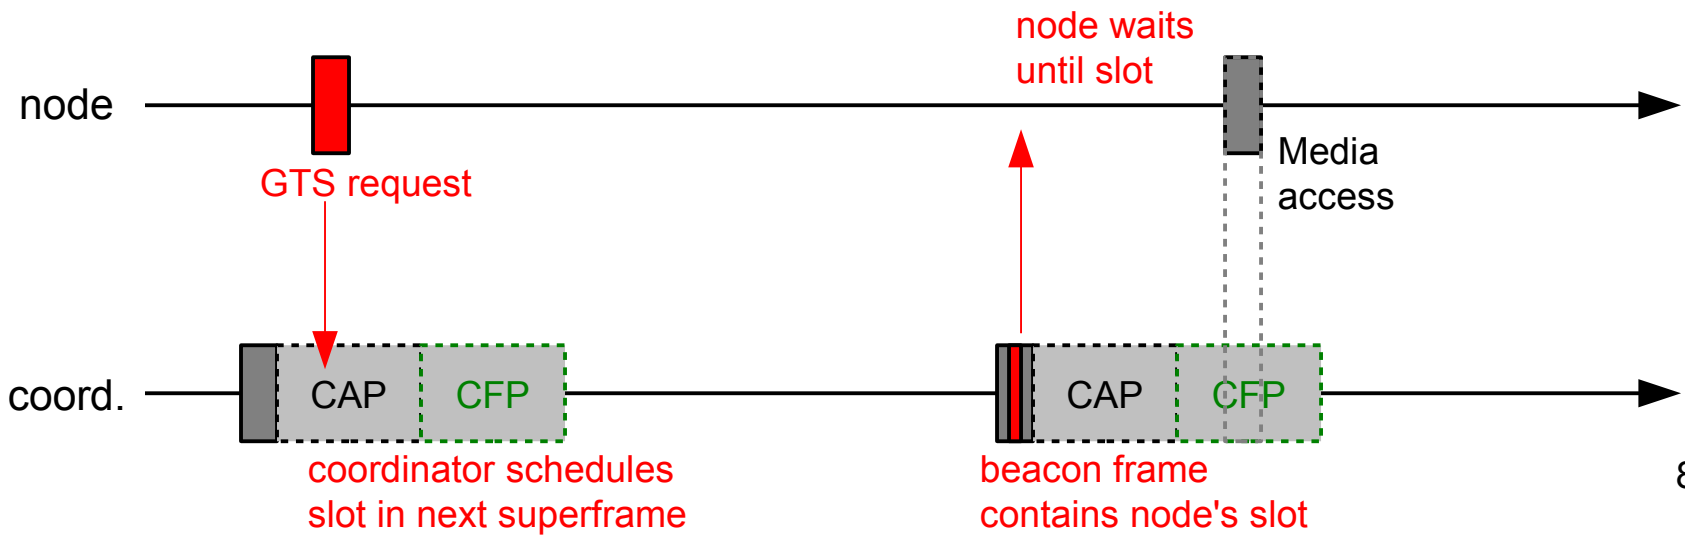 node waits
until slot
node
Media
access
GTS request
coord.
CAP
CFP
CAP
CFP
coordinator schedules
slot in next superframe
beacon frame
contains node's slot